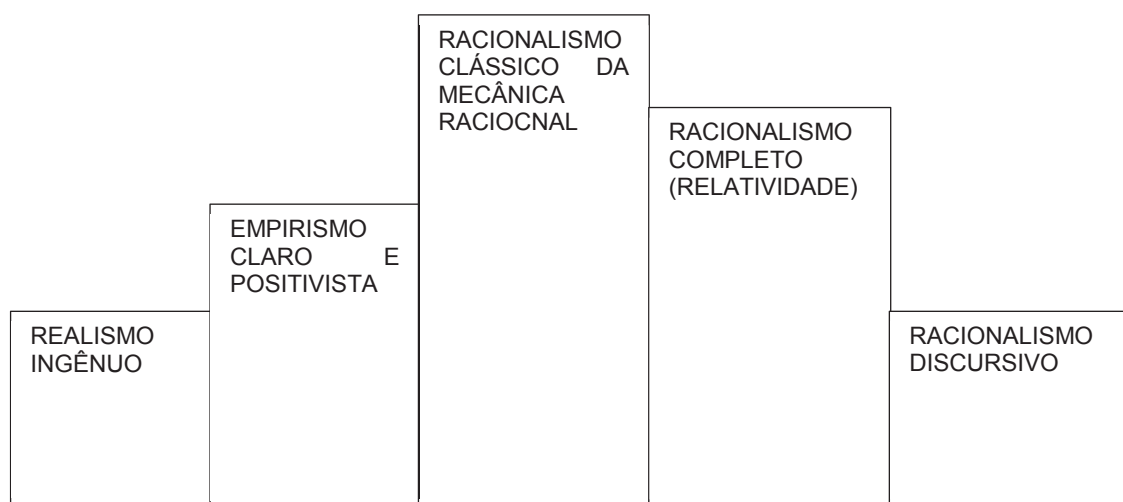 RACIONALISMO
CLÁSSICO DA
MECÂNICA
RACIOCNAL
RACIONALISMO
COMPLETO
(RELATIVIDADE)
EMPIRISMO
CLARO E
POSITIVISTA
REALISMO
INGÊNUO
RACIONALISMO
DISCURSIVO